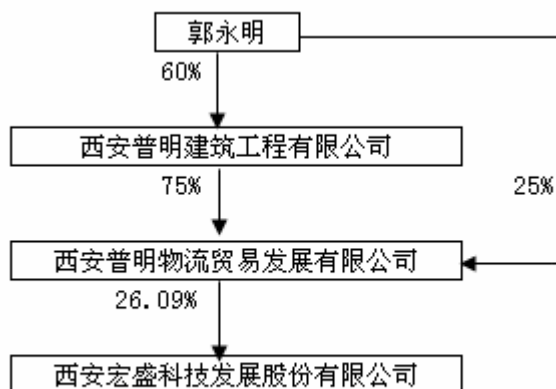 郭永明
60%
西安普明建筑工程有限公司
75%
25%
西安普明物流贸易发展有限公司
26.09%
西安宏盛科技发展股份有限公司